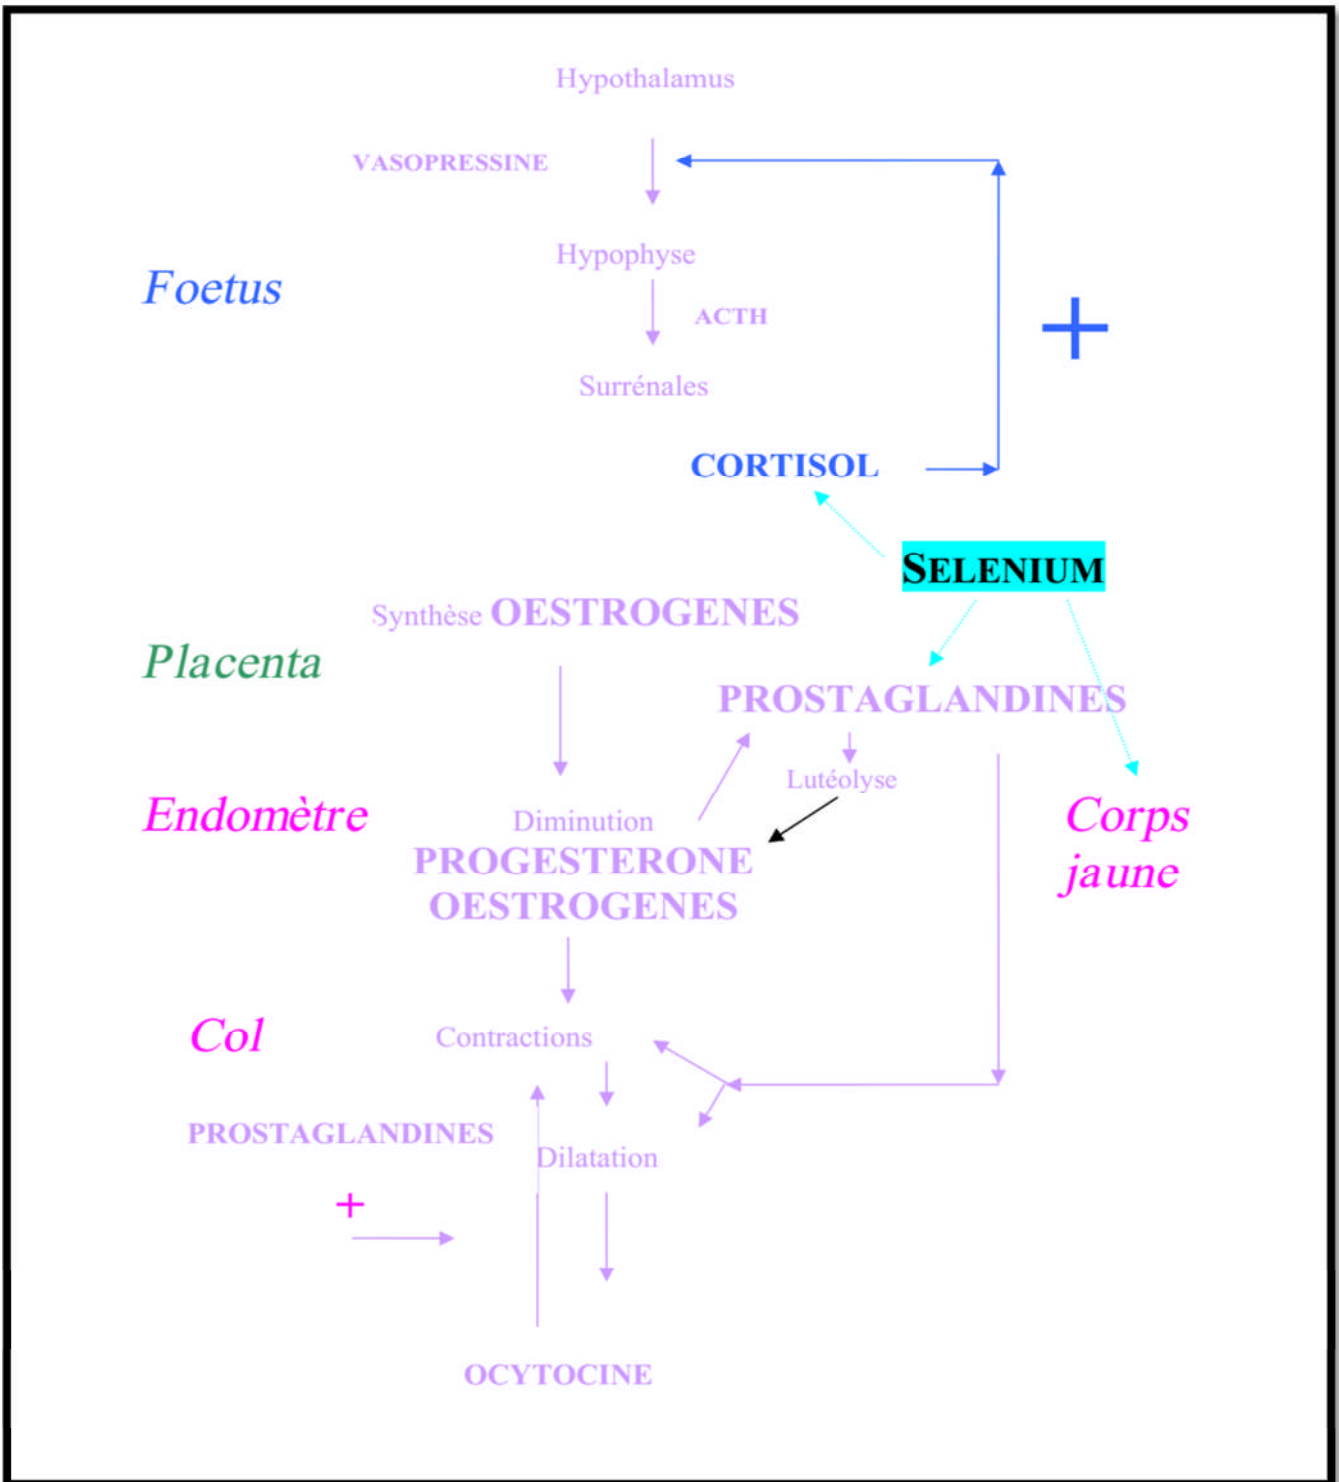 Hypothalamus
VASOPRESSINE
Hypophyse
Foetus
ACTH
+
Surrénales
CORTISOL
SELENIUM
Synthèse OESTROGENES
Placenta
PROSTAGLANDINES
Lutéolyse
Endomètre
Diminution
PROGESTERONE
OESTROGENES
Corps
jaune
Col
Contractions
PROSTAGLANDINES
Dilatation
+
OCYTOCINE